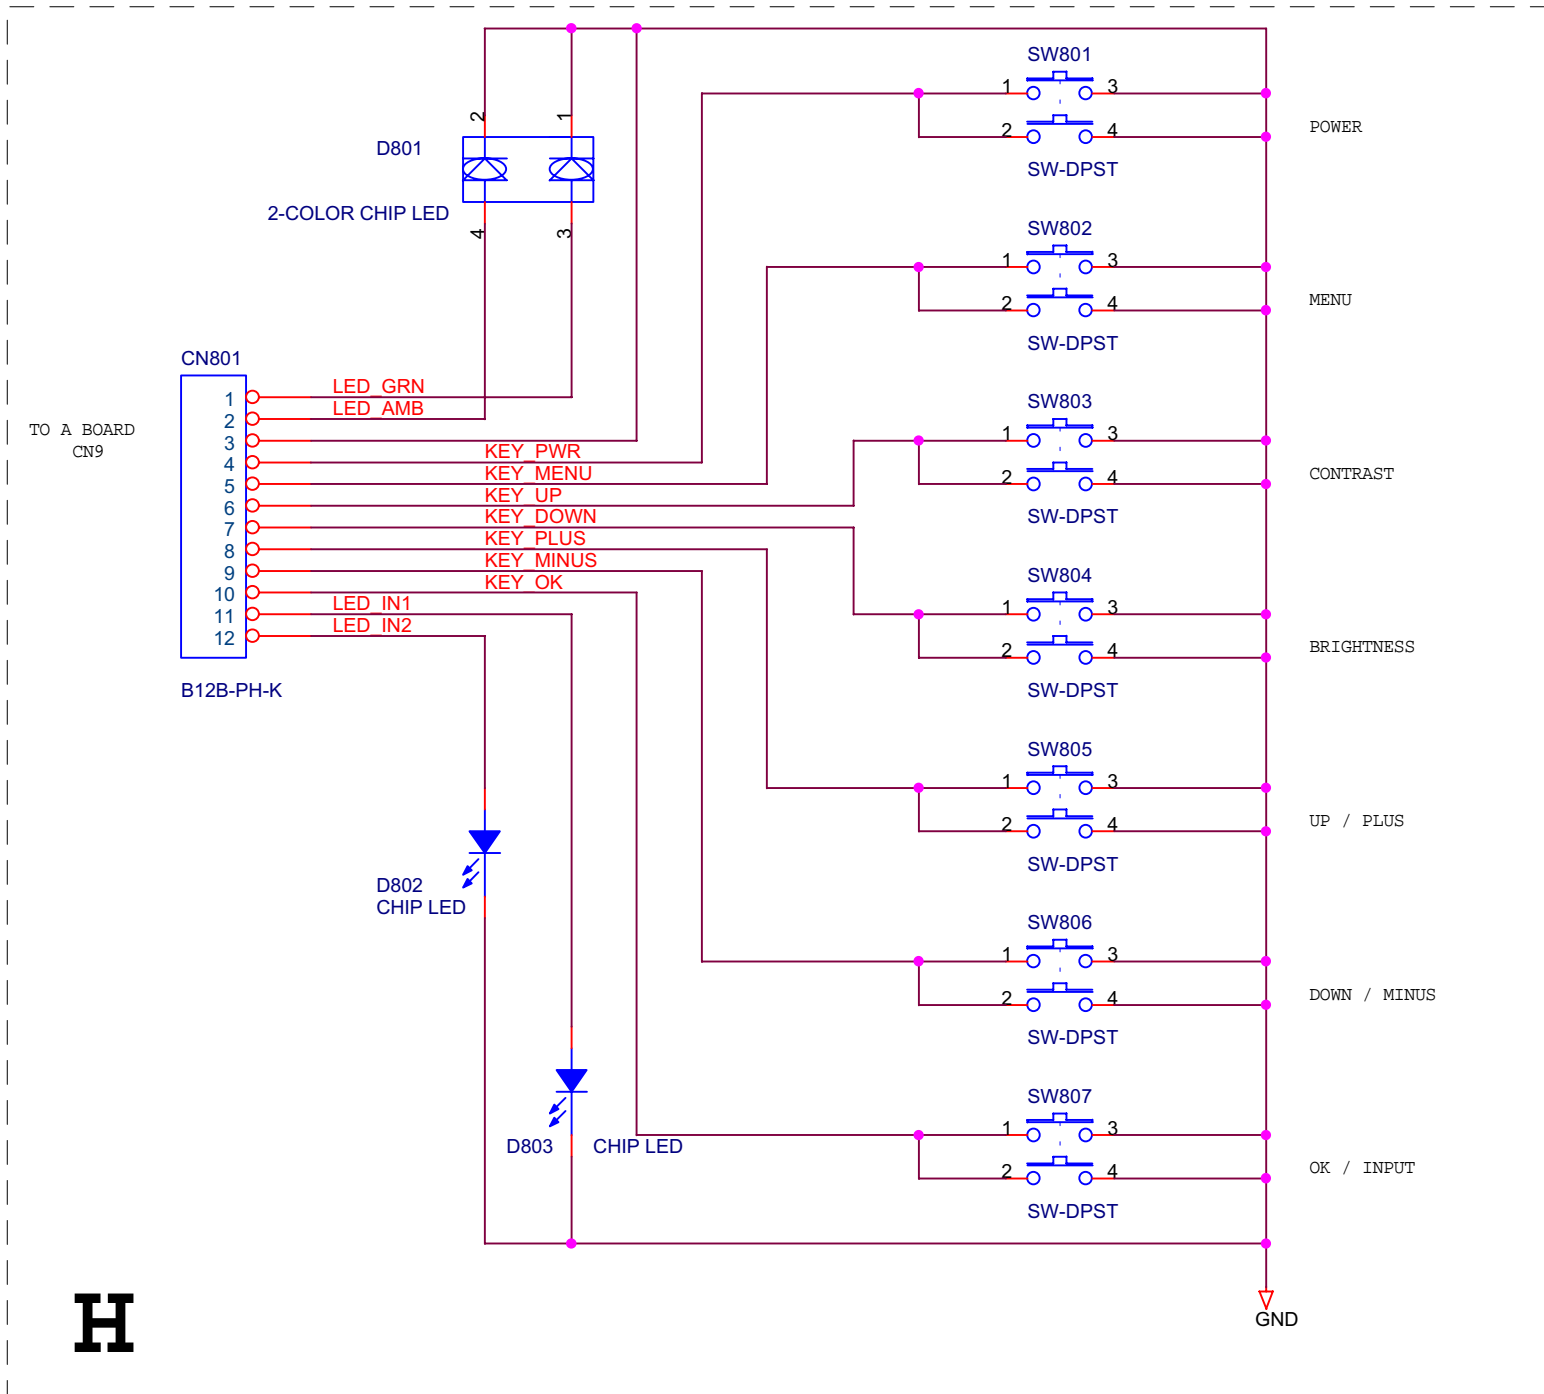 SW801
1 3
2 4
SW-DPST
POWER
D801
2 1
2-COLOR CHIP LED
4 3
SW802
1 3
2 4
SW-DPST
MENU
CN801
TO A BOARD
CN9
1 LED_GRN
2 LED_AMB
3
4 KEY_PWR
5 KEY_MENU
6 KEY_UP
7 KEY_DOWN
8 KEY_PLUS
9 KEY_MINUS
10 KEY_OK
11 LED_IN1
12 LED_IN2
B12B-PH-K
SW803
1 3
2 4
SW-DPST
CONTRAST
SW804
1 3
2 4
SW-DPST
BRIGHTNESS
SW805
1 3
2 4
SW-DPST
UP / PLUS
D802
CHIP LED
SW806
1 3
2 4
SW-DPST
DOWN / MINUS
D803 CHIP LED
SW807
1 3
2 4
SW-DPST
OK / INPUT
H
GND